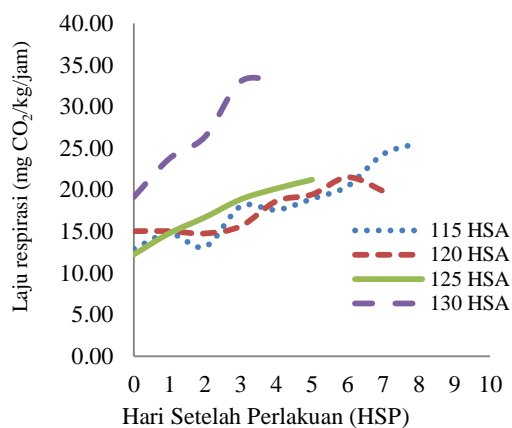 Laju respirasi (mg CO₂/kg/jam)
40.00
35.00
30.00
25.00
20.00
15.00
10.00
5.00
0.00
115 HSA
120 HSA
125 HSA
130 HSA
0 1 2 3 4 5 6 7 8 9 10
Hari Setelah Perlakuan (HSP)